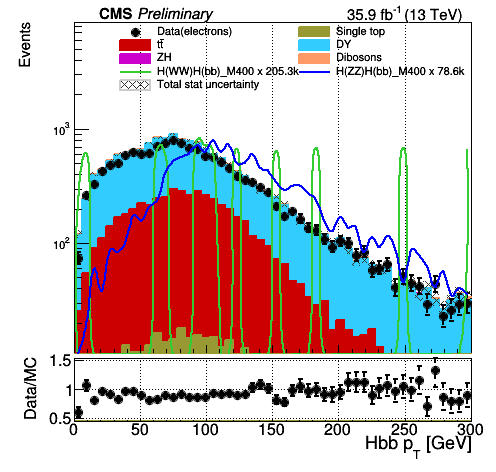 CMS Preliminary 35.9 fb⁻¹ (13 TeV)
Events
Data(electrons) Single top
tt̄ DY
ZH Dibosons
H(WW)H(bb)_M400 x 205.3k H(ZZ)H(bb)_M400 x 78.6k
Total stat uncertainty
10³
10²
Data/MC
1.5
1
0.5
0 50 100 150 200 250 300
Hbb p_T [GeV]